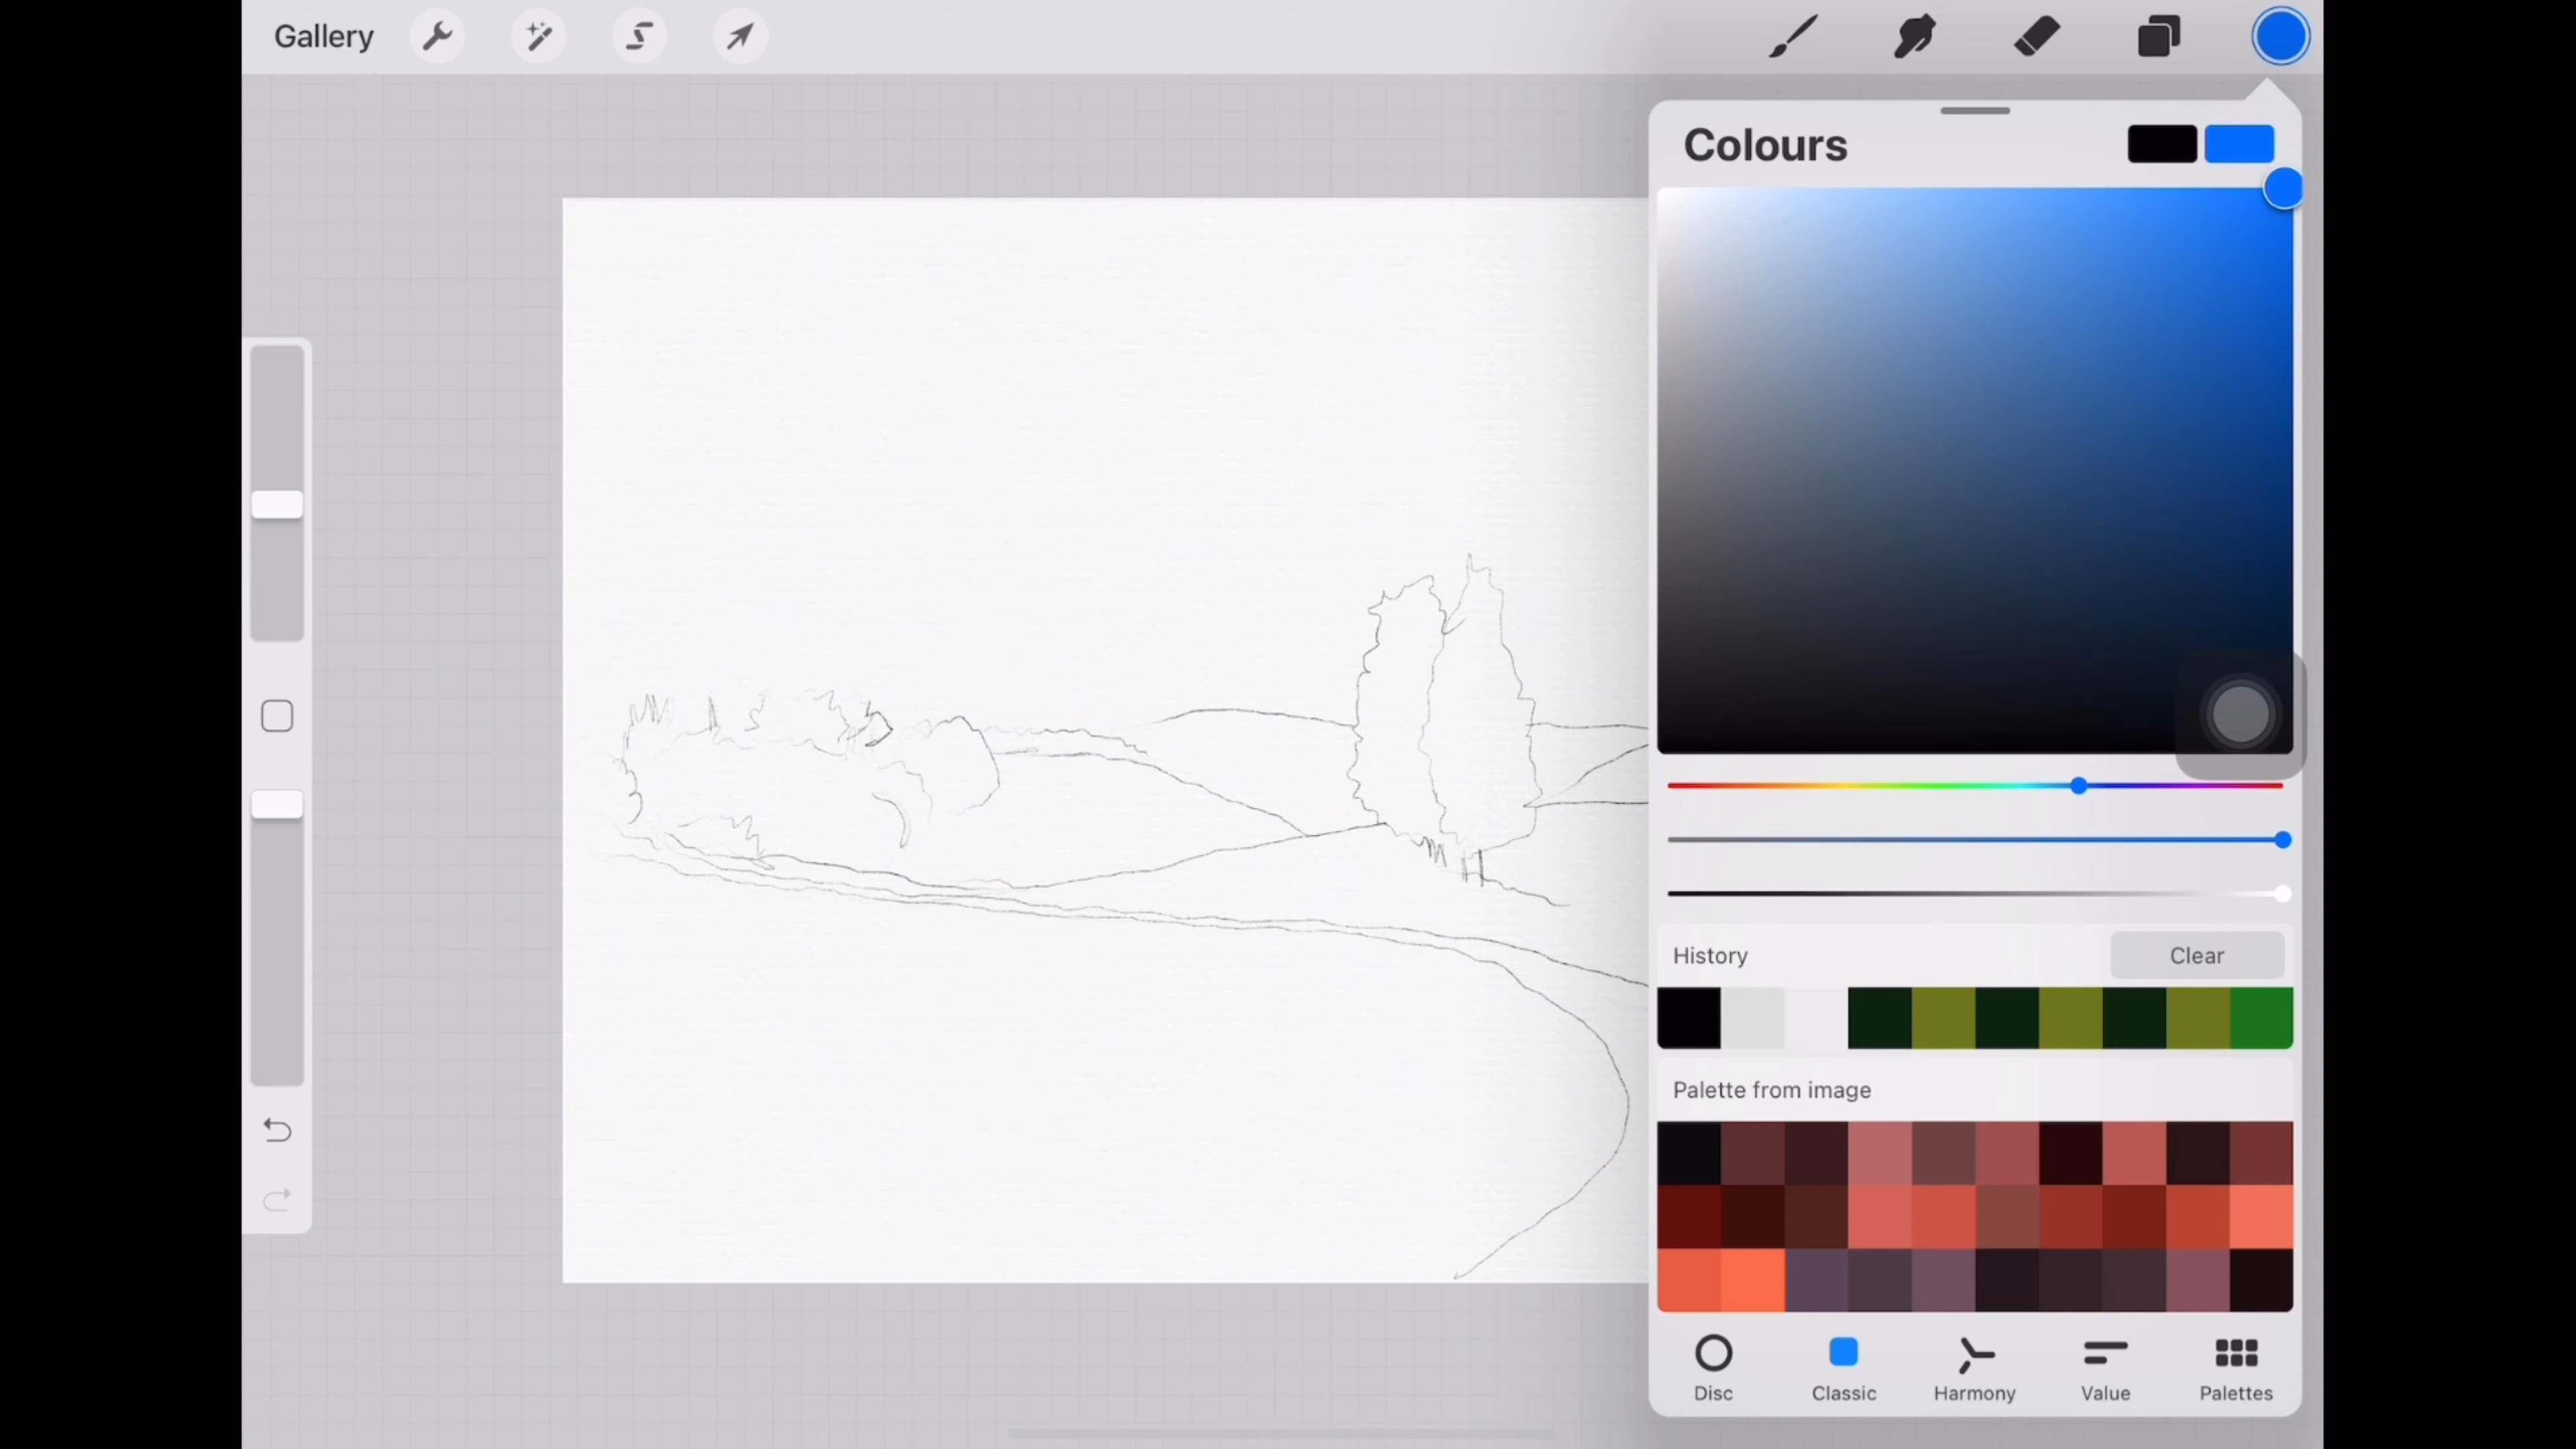 Gallery
Colours
History
Clear
Palette from image
Disc
Classic
Harmony
Value
Palettes